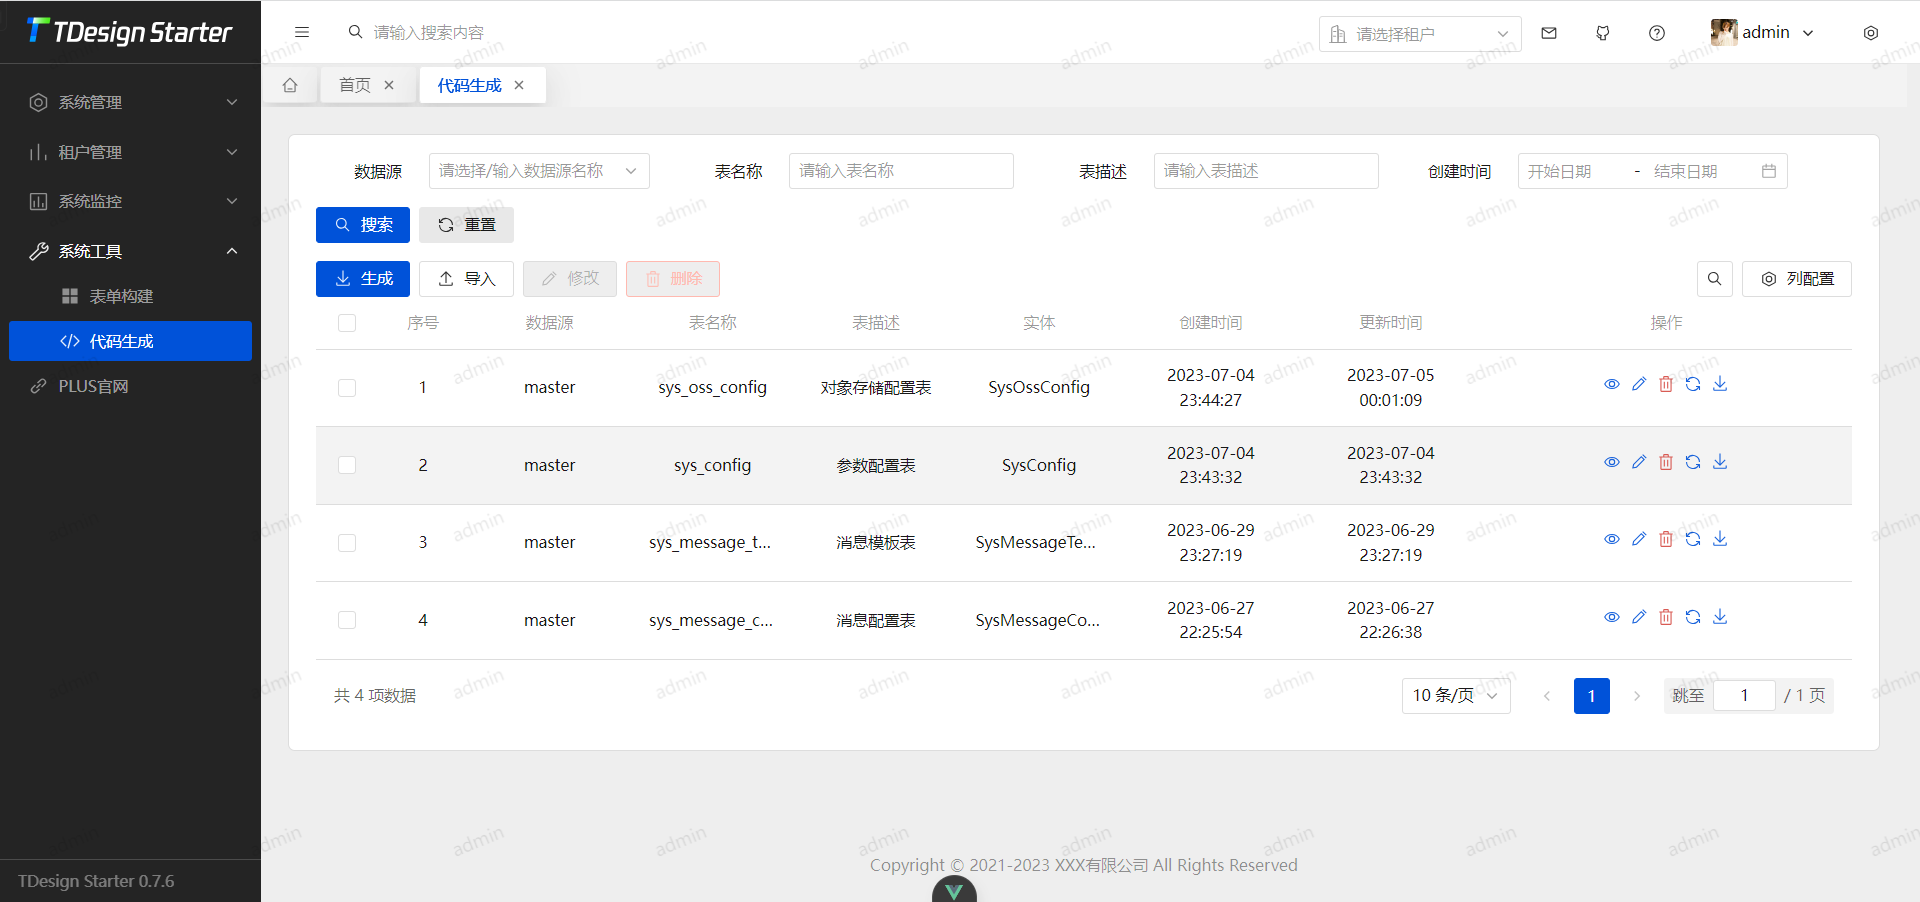 TDesign Starter
请输入搜索内容
请选择租户
admin
系统管理
租户管理
系统监控
系统工具
表单构建
代码生成
PLUS官网
TDesign Starter 0.7.6
首页
代码生成
数据源 请选择/输入数据源名称 表名称 请输入表名称 表描述 请输入表描述 创建时间 开始日期 - 结束日期
搜索 重置
生成 导入 修改 删除 列配置
序号 数据源 表名称 表描述 实体 创建时间 更新时间 操作
1 master sys_oss_config 对象存储配置表 SysOssConfig 2023-07-04 23:44:27 2023-07-05 00:01:09
2 master sys_config 参数配置表 SysConfig 2023-07-04 23:43:32 2023-07-04 23:43:32
3 master sys_message_t... 消息模板表 SysMessageTe... 2023-06-29 23:27:19 2023-06-29 23:27:19
4 master sys_message_c... 消息配置表 SysMessageCo... 2023-06-27 22:25:54 2023-06-27 22:26:38
共 4 项数据 10 条/页 1 跳至 1 / 1 页
Copyright © 2021-2023 XXX有限公司 All Rights Reserved